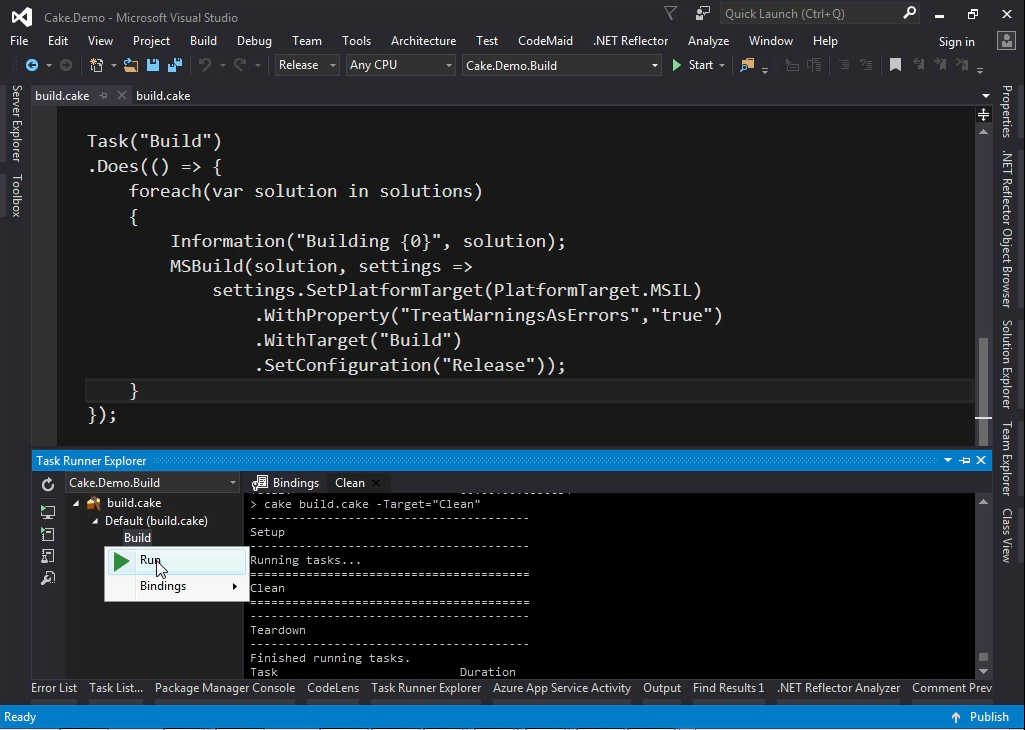 Cake.Demo - Microsoft Visual Studio
Quick Launch (Ctrl+Q)
File Edit View Project Build Debug Team Tools Architecture Test CodeMaid .NET Reflector Analyze Window Help Sign in
Release Any CPU Cake.Demo.Build Start
Server Explorer
Toolbox
build.cake build.cake
Task("Build")
.Does(() => {
foreach(var solution in solutions)
{
Information("Building {0}", solution);
MSBuild(solution, settings =>
settings.SetPlatformTarget(PlatformTarget.MSIL)
.WithProperty("TreatWarningsAsErrors","true")
.WithTarget("Build")
.SetConfiguration("Release"));
}
});
Properties
.NET Reflector Object Browser
Solution Explorer
Team Explorer
Class View
Task Runner Explorer
Cake.Demo.Build
build.cake
Default (build.cake)
Build
Run
Bindings
Bindings Clean
> cake build.cake -Target="Clean"
----------------------------------------
Setup
----------------------------------------
Running tasks...
========================================
Clean
========================================
----------------------------------------
Teardown
----------------------------------------
Finished running tasks.
Task Duration
Error List Task List... Package Manager Console CodeLens Task Runner Explorer Azure App Service Activity Output Find Results 1 .NET Reflector Analyzer Comment Prev
Ready Publish